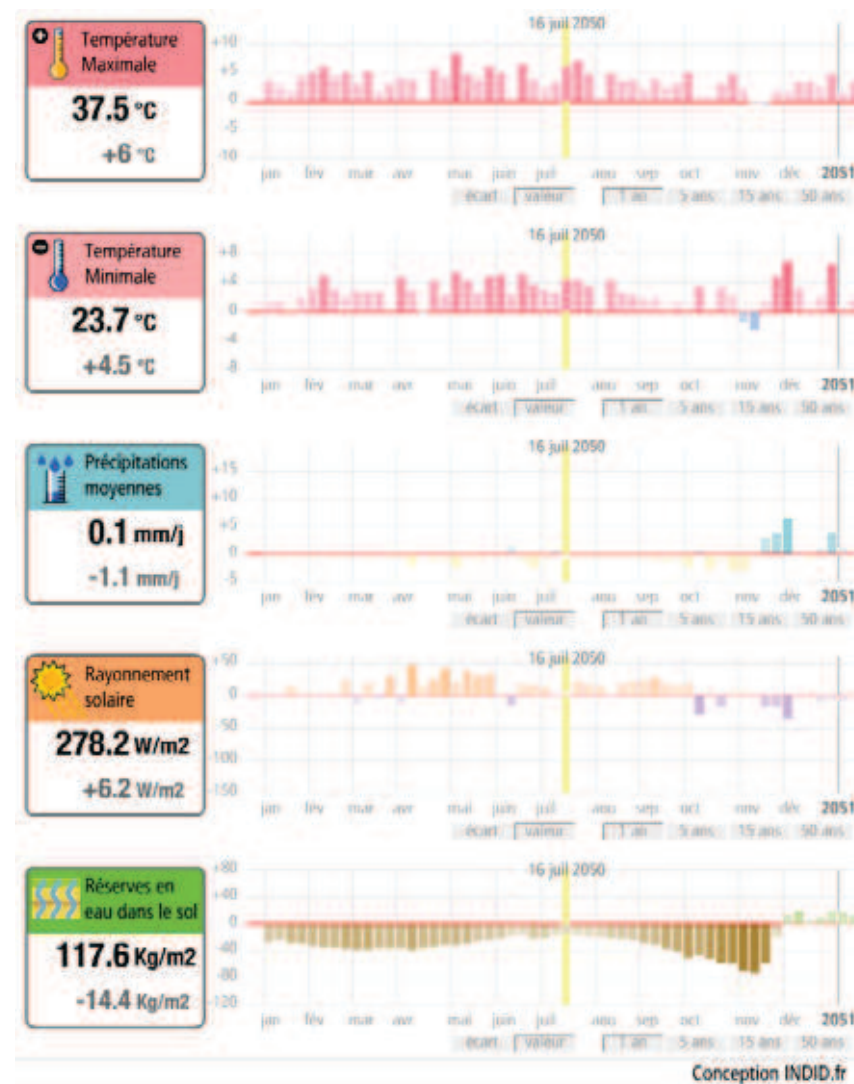 Température
Maximale
37.5 °C
+6 °C
16 juil 2050
+10
+5
0
-5
-10
jan fév mar avr mai juin juil aou sep oct nov déc 2051
écart valeur 1 an 5 ans 15 ans 50 ans
Température
Minimale
23.7 °C
+4.5 °C
16 juil 2050
+8
+4
0
-4
-8
jan fév mar avr mai juin juil aou sep oct nov déc 2051
écart valeur 1 an 5 ans 15 ans 50 ans
Précipitations
moyennes
0.1 mm/j
-1.1 mm/j
16 juil 2050
+15
+10
+5
0
-5
jan fév mar avr mai juin juil aou sep oct nov déc 2051
écart valeur 1 an 5 ans 15 ans 50 ans
Rayonnement
solaire
278.2 W/m2
+6.2 W/m2
16 juil 2050
+50
0
-50
-100
-150
jan fév mar avr mai juin juil aou sep oct nov déc 2051
écart valeur 1 an 5 ans 15 ans 50 ans
Réserves en
eau dans le sol
117.6 Kg/m2
-14.4 Kg/m2
16 juil 2050
+80
+40
0
-40
-80
-120
jan fév mar avr mai juin juil aou sep oct nov déc 2051
écart valeur 1 an 5 ans 15 ans 50 ans
Conception INDID.fr